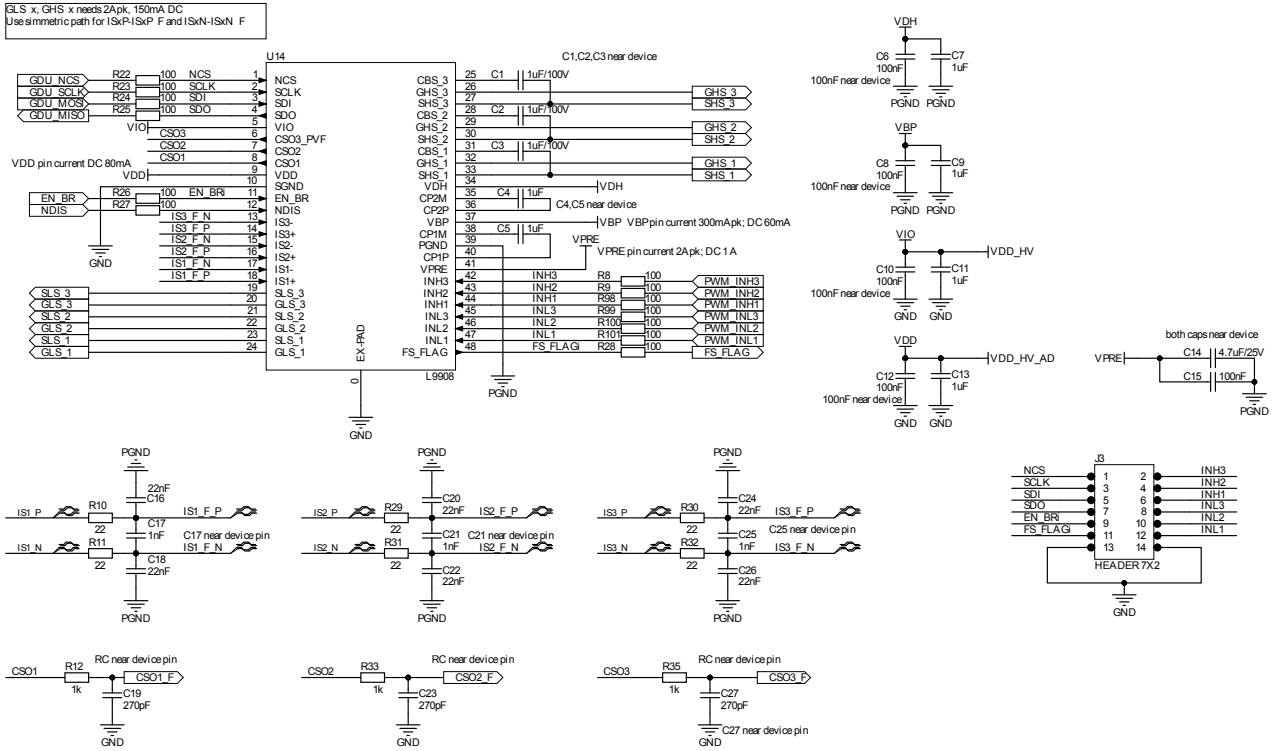 GLS x, GHS x needs 2Apk, 150mA DC
Use simmetric path for ISxP-ISxP F and ISxN-ISxN F
U14
C1,C2,C3 near device
GDU_NCS R22 100 NCS 1 NCS
GDU_SCLK R23 100 SCLK 2 SCLK
GDU_MOSI R24 100 SDI 3 SDI
GDU_MISO R25 100 SDO 4 SDO
VIO 5 VIO
CSO3 6 CSO3_PVF
CSO2 7 CSO2
CSO1 8 CSO1
VDD pin current DC 80mA
VDD 9 VDD
10 SGND
EN_BR R26 100 EN_BRi 11 EN_BR
NDIS R27 100 12 NDIS
IS3_F_N 13 IS3-
IS3_F_P 14 IS3+
IS2_F_N 15 IS2-
IS2_F_P 16 IS2+
IS1_F_N 17 IS1-
IS1_F_P 18 IS1+
SLS_3 19 SLS_3
GLS_3 20 GLS_3
SLS_2 21 SLS_2
GLS_2 22 GLS_2
SLS_1 23 SLS_1
GLS_1 24 GLS_1
GND
CBS_3 25 C1 1uF/100V
GHS_3 26 GHS_3
SHS_3 27 SHS_3
CBS_2 28 C2 1uF/100V
GHS_2 29 GHS_2
SHS_2 30 SHS_2
CBS_1 31 C3 1uF/100V
GHS_1 32 GHS_1
SHS_1 33 SHS_1
VDH 34 VDH
CP2M 35 C4 1uF
CP2P 36 C4,C5 near device
VBP 37 VBP VBP pin current 300mApk; DC 60mA
CP1M 38 C5 1uF
PGND 39 VPRE
CP1P 40 VPRE pin current 2Apk; DC 1 A
VPRE 41
INH3 42 INH3 R8 100 PWM_INH3
INH2 43 INH2 R9 100 PWM_INH2
INH1 44 INH1 R98 100 PWM_INH1
INL3 45 INL3 R99 100 PWM_INL3
INL2 46 INL2 R100 100 PWM_INL2
INL1 47 INL1 R101 100 PWM_INL1
FS_FLAG 48 FS_FLAGi R28 100 FS_FLAG
EX-PAD
0
L9908
GND
PGND
VDH
C6 100nF
C7 1uF
100nF near device
PGND PGND
VBP
C8 100nF
C9 1uF
PGND PGND
VIO
VDD_HV
C10 100nF
C11 1uF
100nF near device
GND GND
VDD
VDD_HV_AD
C12 100nF
C13 1uF
100nF near device
GND GND
both caps near device
VPRE
C14 4.7uF/25V
C15 100nF
PGND
PGND
22nF
C16
IS1_P R10 22 IS1_F_P
C17 1nF
C17 near device pin
IS1_N R11 22 IS1_F_N
C18 22nF
PGND
PGND
C20 22nF
IS2_P R29 22 IS2_F_P
C21 1nF
C21 near device pin
IS2_N R31 22 IS2_F_N
C22 22nF
PGND
PGND
C24 22nF
IS3_P R30 22 IS3_F_P
C25 1nF
C25 near device pin
IS3_N R32 22 IS3_F_N
C26 22nF
PGND
J3
NCS 1 2 INH3
SCLK 3 4 INH2
SDI 5 6 INH1
SDO 7 8 INL3
EN_BRi 9 10 INL2
FS_FLAGi 11 12 INL1
13 14
HEADER 7X2
GND
CSO1 R12 1k RC near device pin CSO1_F
C19 270pF
GND
CSO2 R33 1k RC near device pin CSO2_F
C23 270pF
GND
CSO3 R35 1k RC near device pin CSO3_F
C27 270pF
C27 near device pin
GND